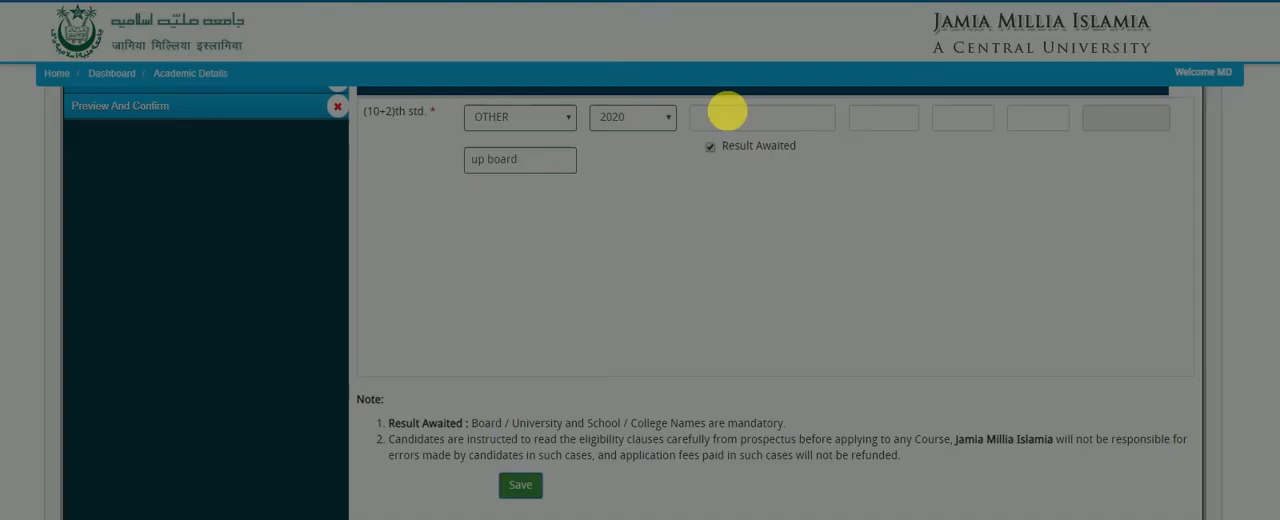 جامعہ ملیہ اسلامیہ
जामिया मिल्लिया इस्लामिया
JAMIA MILLIA ISLAMIA
A CENTRAL UNIVERSITY
Home / Dashboard / Academic Details
Welcome MD
Preview And Confirm
(10+2)th std. *
OTHER
2020
Result Awaited
up board
Note:
1. Result Awaited : Board / University and School / College Names are mandatory.
2. Candidates are instructed to read the eligibility clauses carefully from prospectus before applying to any Course, Jamia Millia Islamia will not be responsible for
errors made by candidates in such cases, and application fees paid in such cases will not be refunded.
Save